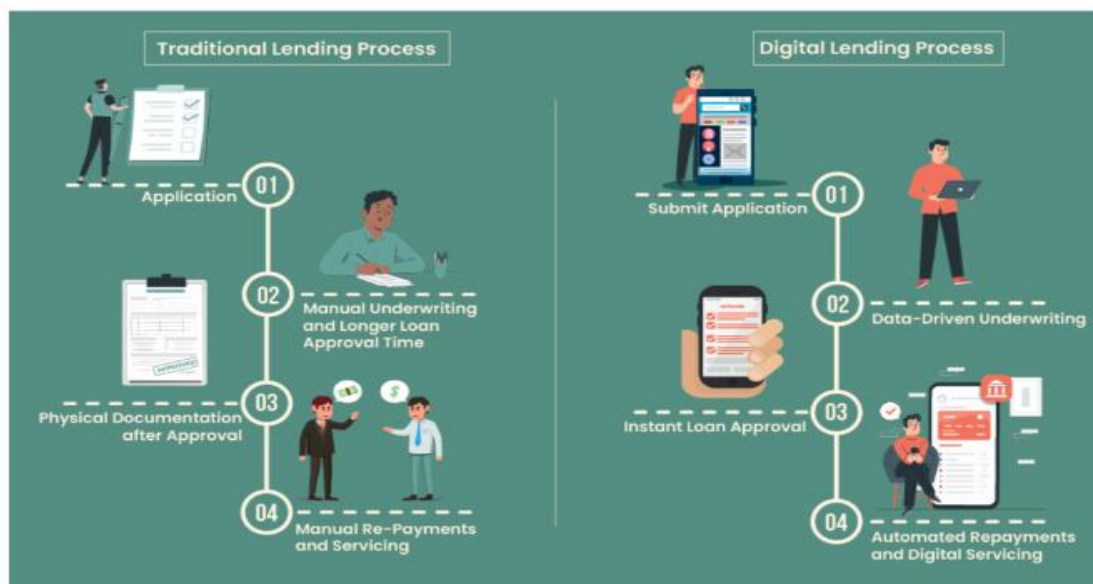 Traditional Lending Process
01
Application
02
Manual Underwriting
and Longer Loan
Approval Time
03
Physical Documentation
after Approval
04
Manual Re-Payments
and Servicing
Digital Lending Process
01
Submit Application
02
Data-Driven Underwriting
03
Instant Loan Approval
04
Automated Repayments
and Digital Servicing